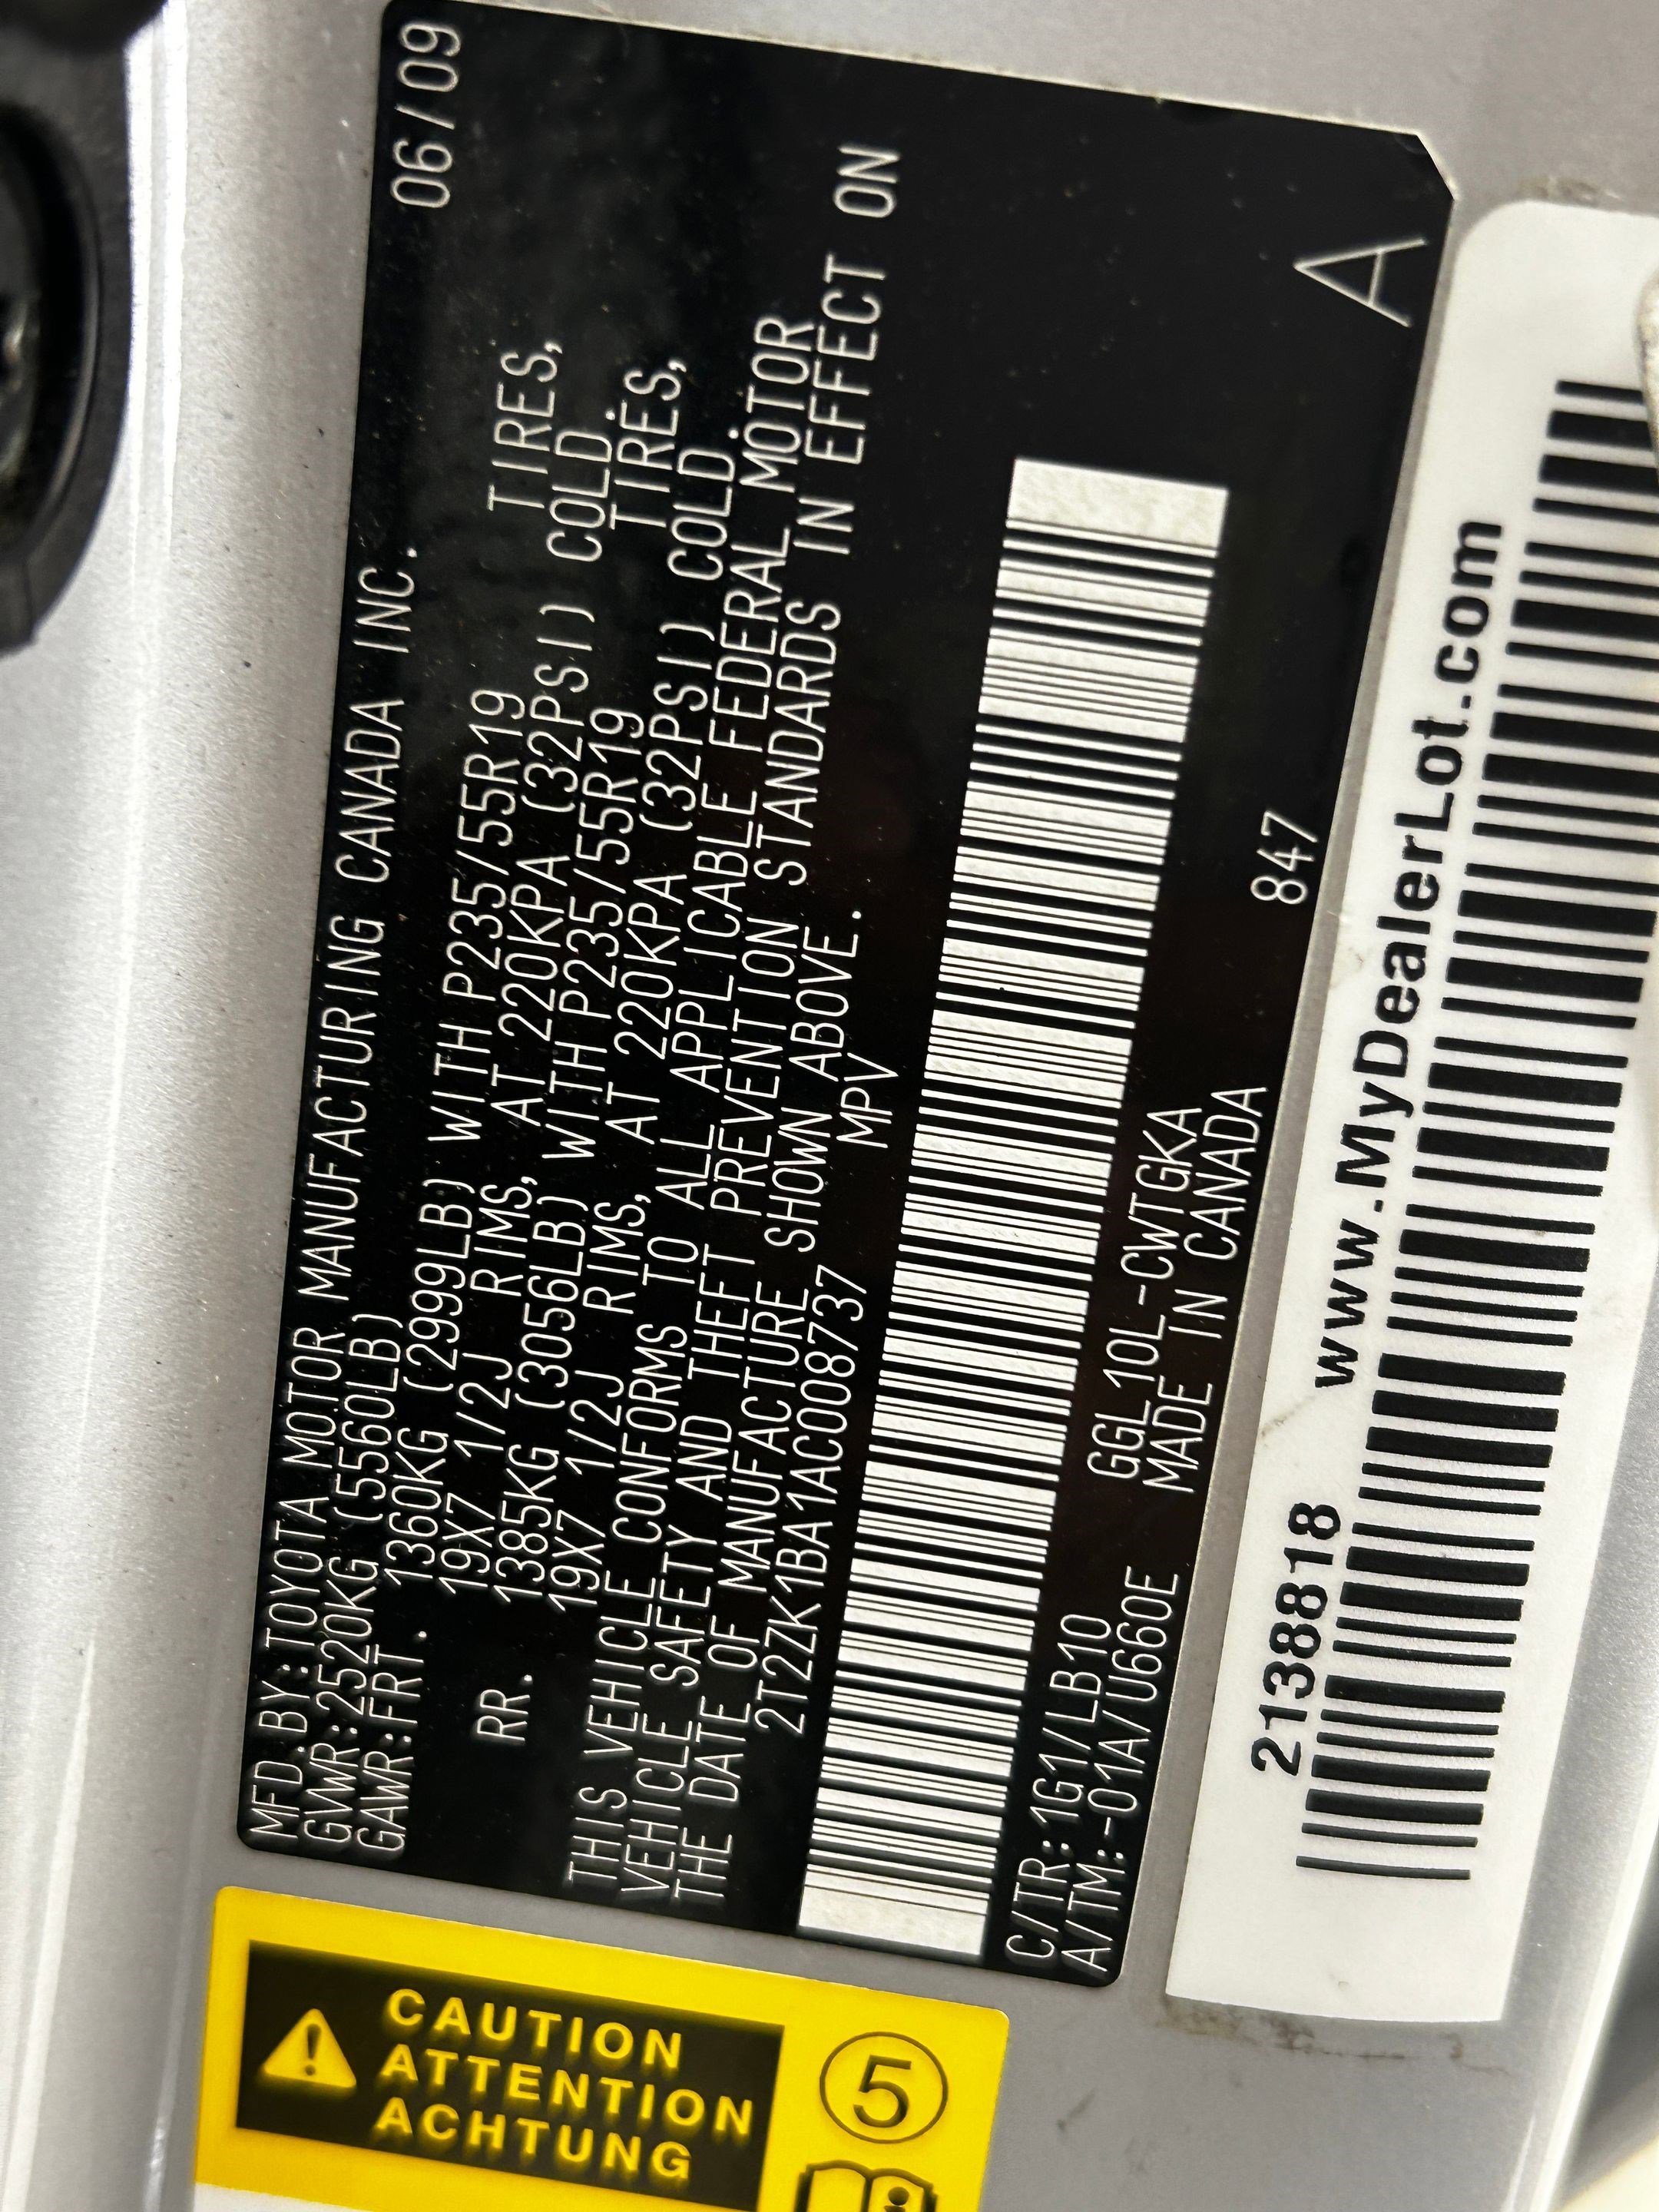 MFD.BY:TOYOTA MOTOR MANUFACTURING CANADA INC. 06/09
GVWR:2520KG (5560LB)
GAWR:FRT. 1360KG (2999LB) WITH P235/55R19 TIRES,
19X7 1/2J RIMS, AT 220KPA (32PSI) COLD
RR. 1385KG (3056LB) WITH P235/55R19 TIRES,
19X7 1/2J RIMS, AT 220KPA (32PSI) COLD.
THIS VEHICLE CONFORMS TO ALL APPLICABLE FEDERAL MOTOR
VEHICLE SAFETY AND THEFT PREVENTION STANDARDS IN EFFECT ON
THE DATE OF MANUFACTURE SHOWN ABOVE.
2T2ZK1BA1AC008737 MPV
C/TR:1G1/LB10 GGL10L-CWTGKA
A/TM:-01A/U660E MADE IN CANADA 847
A
2138818 www.MyDealerLot.com
CAUTION
ATTENTION
ACHTUNG
5